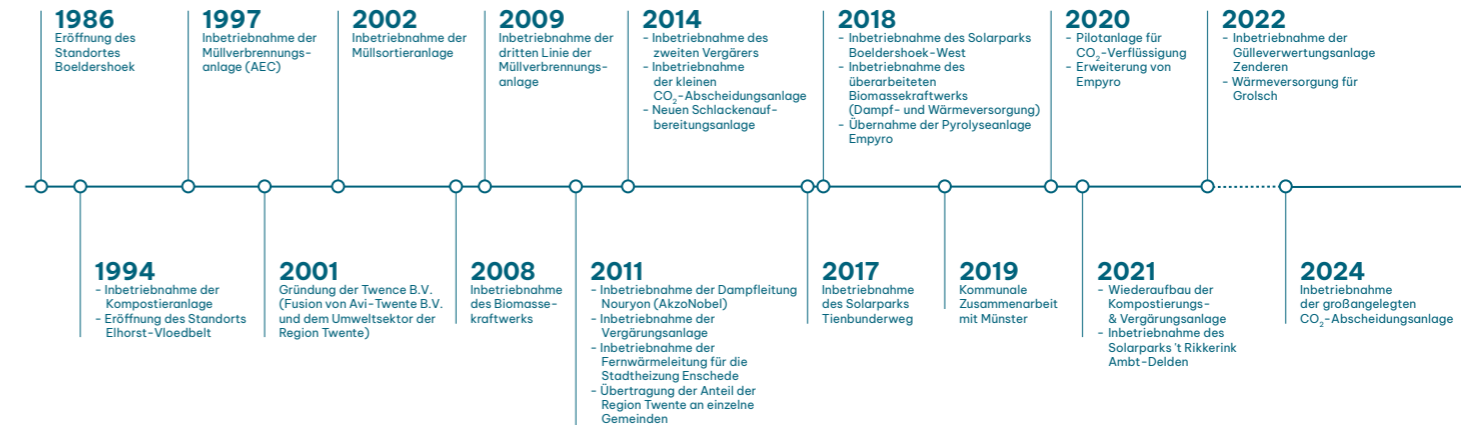 1986
Eröffnung des
Standortes
Boeldershoek
1997
Inbetriebnahme der
Müllverbrennungs-
anlage (AEC)
2002
Inbetriebnahme der
Müllsortieranlage
2009
Inbetriebnahme der
dritten Linie der
Müllverbrennungs-
anlage
2014
- Inbetriebnahme des
zweiten Vergärers
- Inbetriebnahme
der kleinen
CO₂-Abscheidungsanlage
- Neuen Schlackenauf-
bereitungsanlage
2018
- Inbetriebnahme des Solarparks
Boeldershoek-West
- Inbetriebnahme des
überarbeiteten
Biomassekraftwerks
(Dampf- und Wärmeversorgung)
- Übernahme der Pyrolyseanlage
Empyro
2020
- Pilotanlage für
CO₂-Verflüssigung
- Erweiterung von
Empyro
2022
- Inbetriebnahme der
Gülleverwertungsanlage
Zenderen
- Wärmeversorgung für
Grolsch
1994
- Inbetriebnahme der
Kompostieranlage
- Eröffnung des Standorts
Elhorst-Vloedbelt
2001
Gründung der Twence B.V.
(Fusion von Avi-Twente B.V.
und dem Umweltsektor der
Region Twente)
2008
Inbetriebnahme
des Biomasse-
kraftwerks
2011
- Inbetriebnahme der Dampfleitung
Nouryon (AkzoNobel)
- Inbetriebnahme der
Vergärungsanlage
- Inbetriebnahme der
Fernwärmeleitung für die
Stadtheizung Enschede
- Übertragung der Anteil der
Region Twente an einzelne
Gemeinden
2017
Inbetriebnahme
des Solarparks
Tienbunderweg
2019
Kommunale
Zusammenarbeit
mit Münster
2021
- Wiederaufbau der
Kompostierungs-
& Vergärungsanlage
- Inbetriebnahme des
Solarparks 't Rikkerink
Ambt-Delden
2024
Inbetriebnahme
der großangelegten
CO₂-Abscheidungsanlage